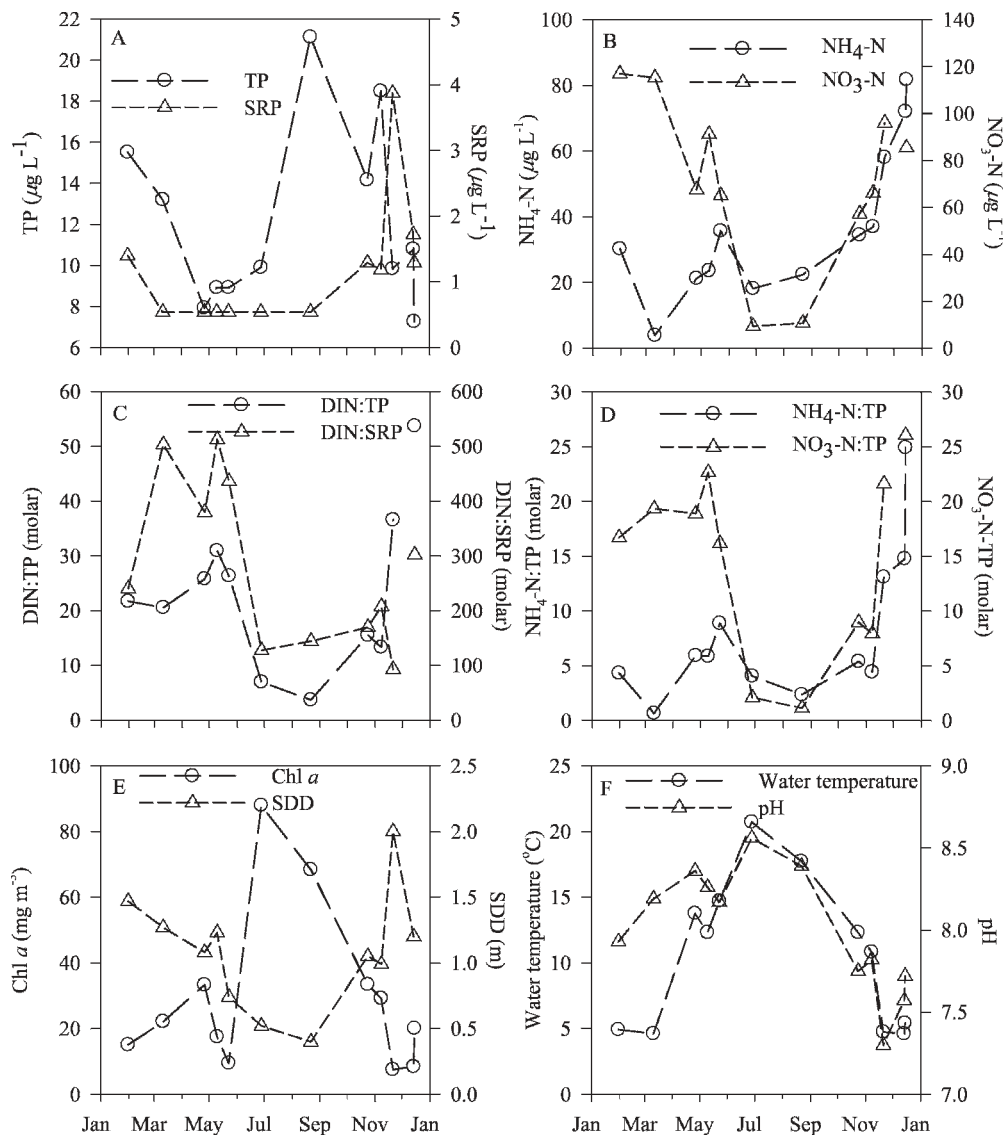 A
TP
SRP
TP (µg L⁻¹)
22
20
18
16
14
12
10
8
6
SRP (µg L⁻¹)
5
4
3
2
1
0
B
NH₄-N
NO₃-N
NH₄-N (µg L⁻¹)
100
80
60
40
20
0
NO₃-N (µg L⁻¹)
140
120
100
80
60
40
20
0
C
DIN:TP
DIN:SRP
DIN:TP (molar)
60
50
40
30
20
10
0
DIN:SRP (molar)
600
500
400
300
200
100
0
D
NH₄-N:TP
NO₃-N:TP
NH₄-N:TP (molar)
30
25
20
15
10
5
0
NO₃-N:TP (molar)
30
25
20
15
10
5
0
E
Chl a
SDD
Chl a (mg m⁻³)
100
80
60
40
20
0
SDD (m)
2.5
2.0
1.5
1.0
0.5
0.0
Jan Mar May Jul Sep Nov Jan
F
Water temperature
pH
Water temperature (°C)
25
20
15
10
5
0
pH
9.0
8.5
8.0
7.5
7.0
Jan Mar May Jul Sep Nov Jan